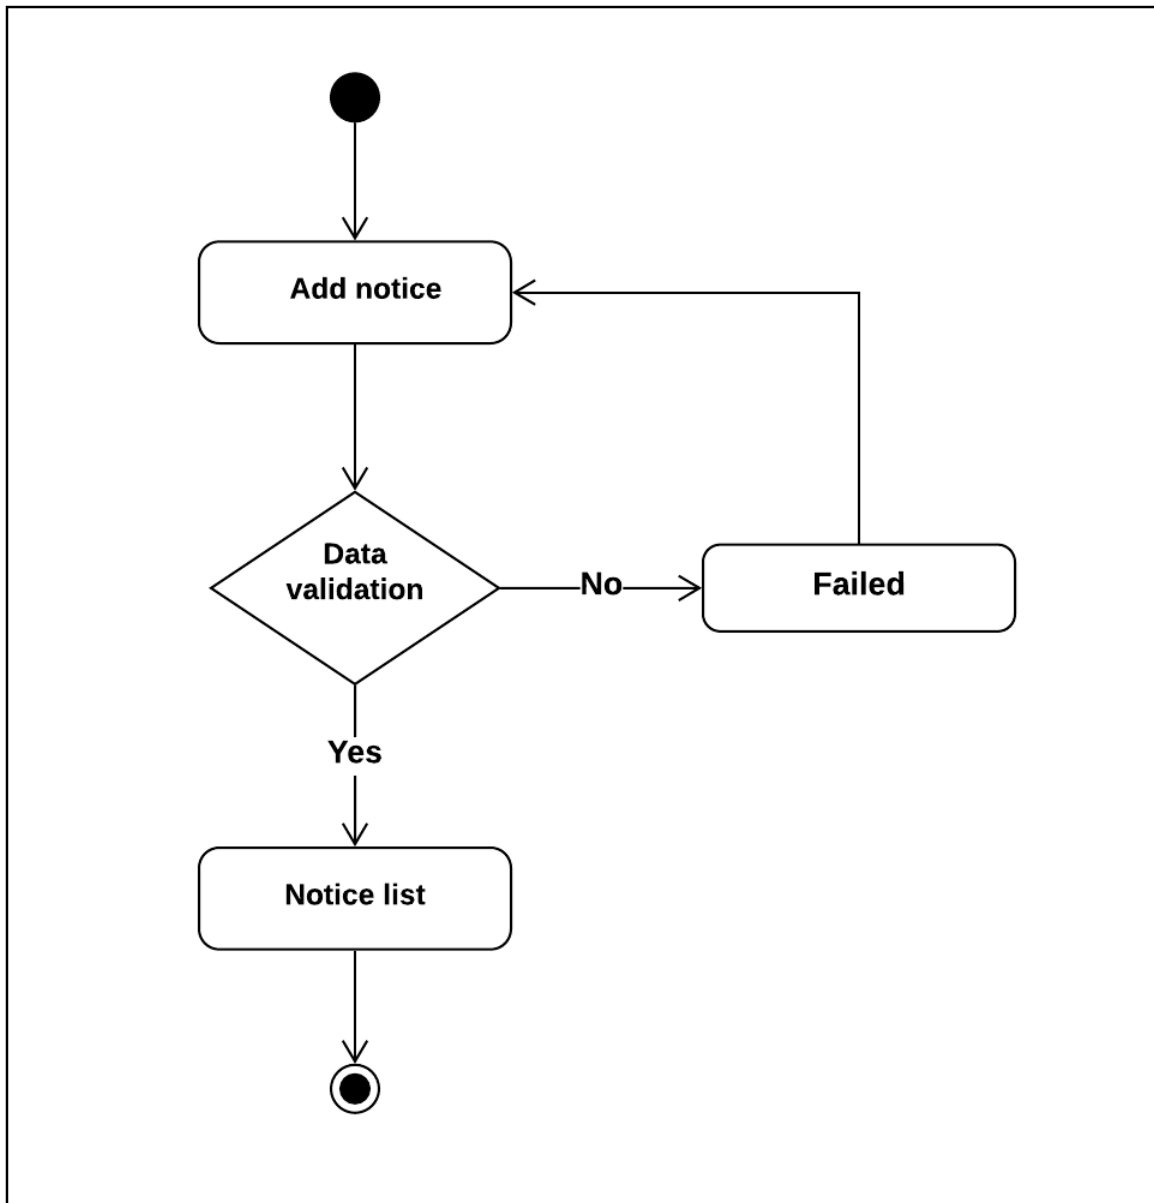 Add notice
Data
validation
No
Failed
Yes
Notice list